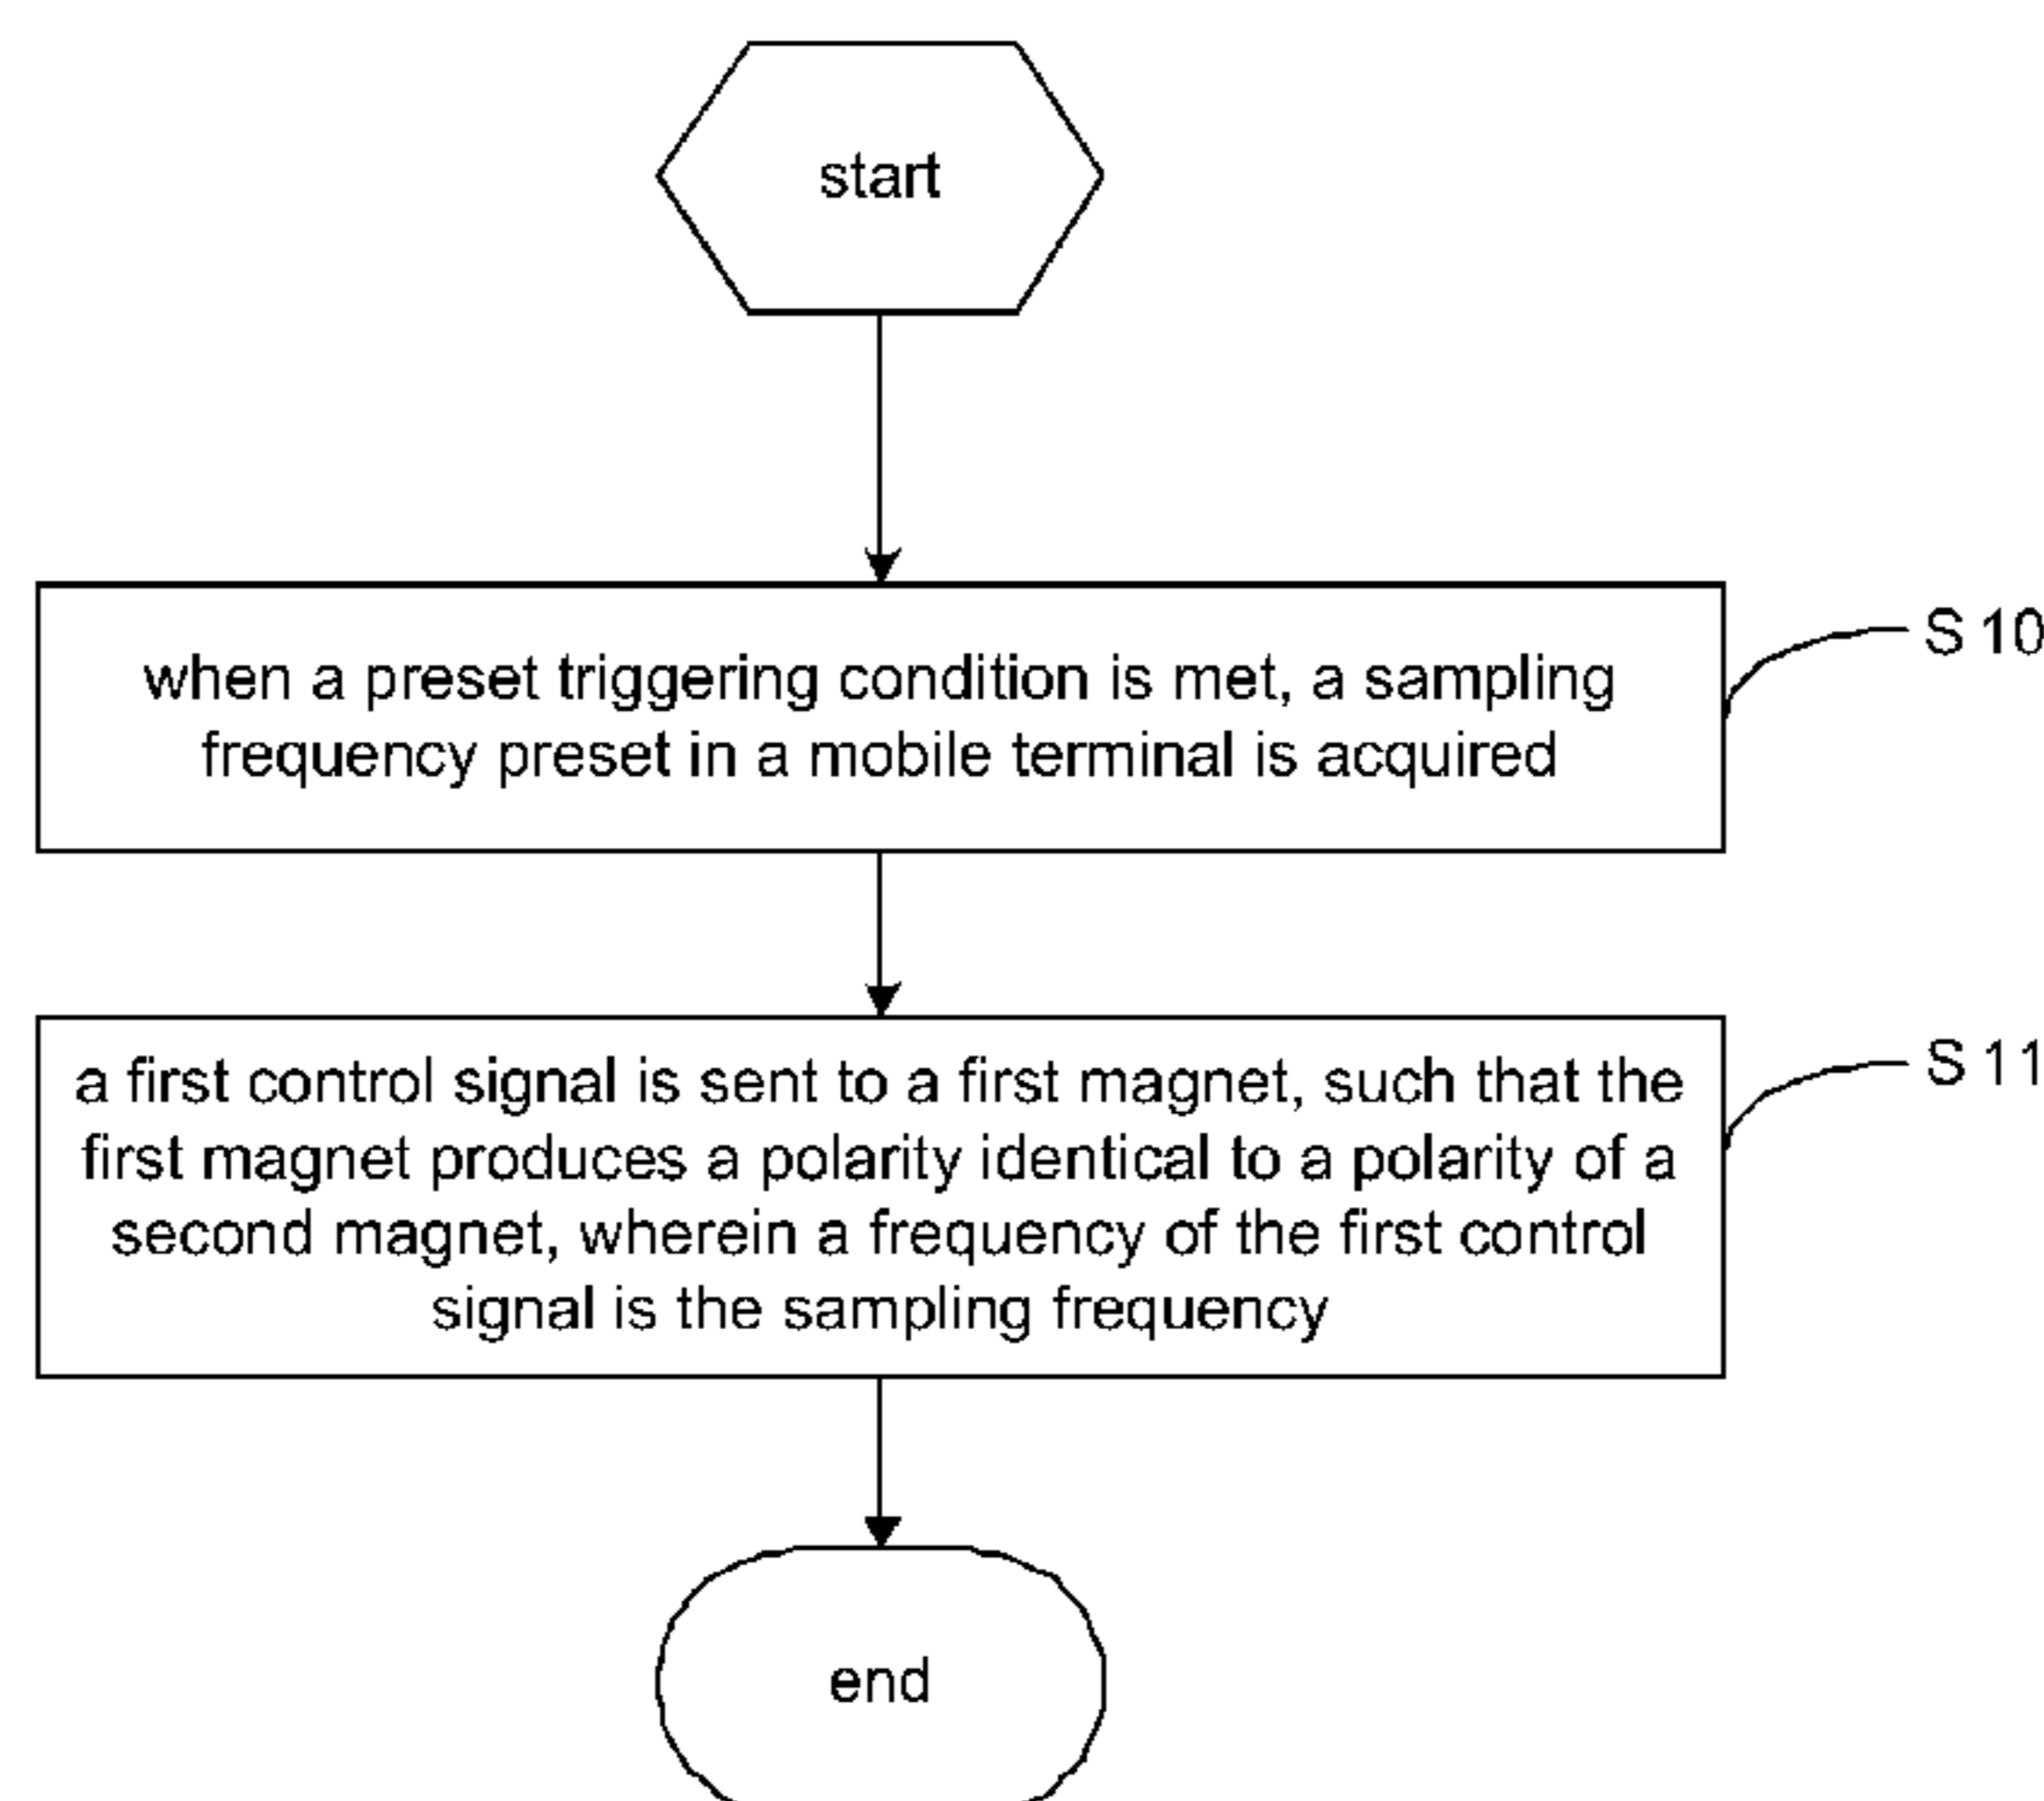 start
when a preset triggering condition is met, a sampling
frequency preset in a mobile terminal is acquired
S10
a first control signal is sent to a first magnet, such that the
first magnet produces a polarity identical to a polarity of a
second magnet, wherein a frequency of the first control
signal is the sampling frequency
S11
end